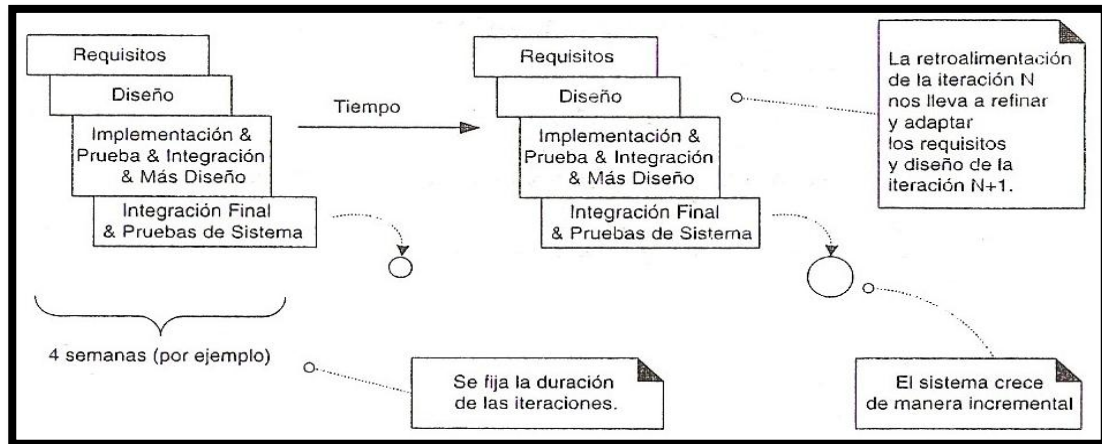 Requisitos
Diseño
Implementación &
Prueba & Integración
& Más Diseño
Integración Final
& Pruebas de Sistema
Tiempo
Requisitos
Diseño
Implementación &
Prueba & Integración
& Más Diseño
Integración Final
& Pruebas de Sistema
La retroalimentación
de la iteración N
nos lleva a refinar
y adaptar
los requisitos
y diseño de la
iteración N+1.
4 semanas (por ejemplo)
Se fija la duración
de las iteraciones.
El sistema crece
de manera incremental